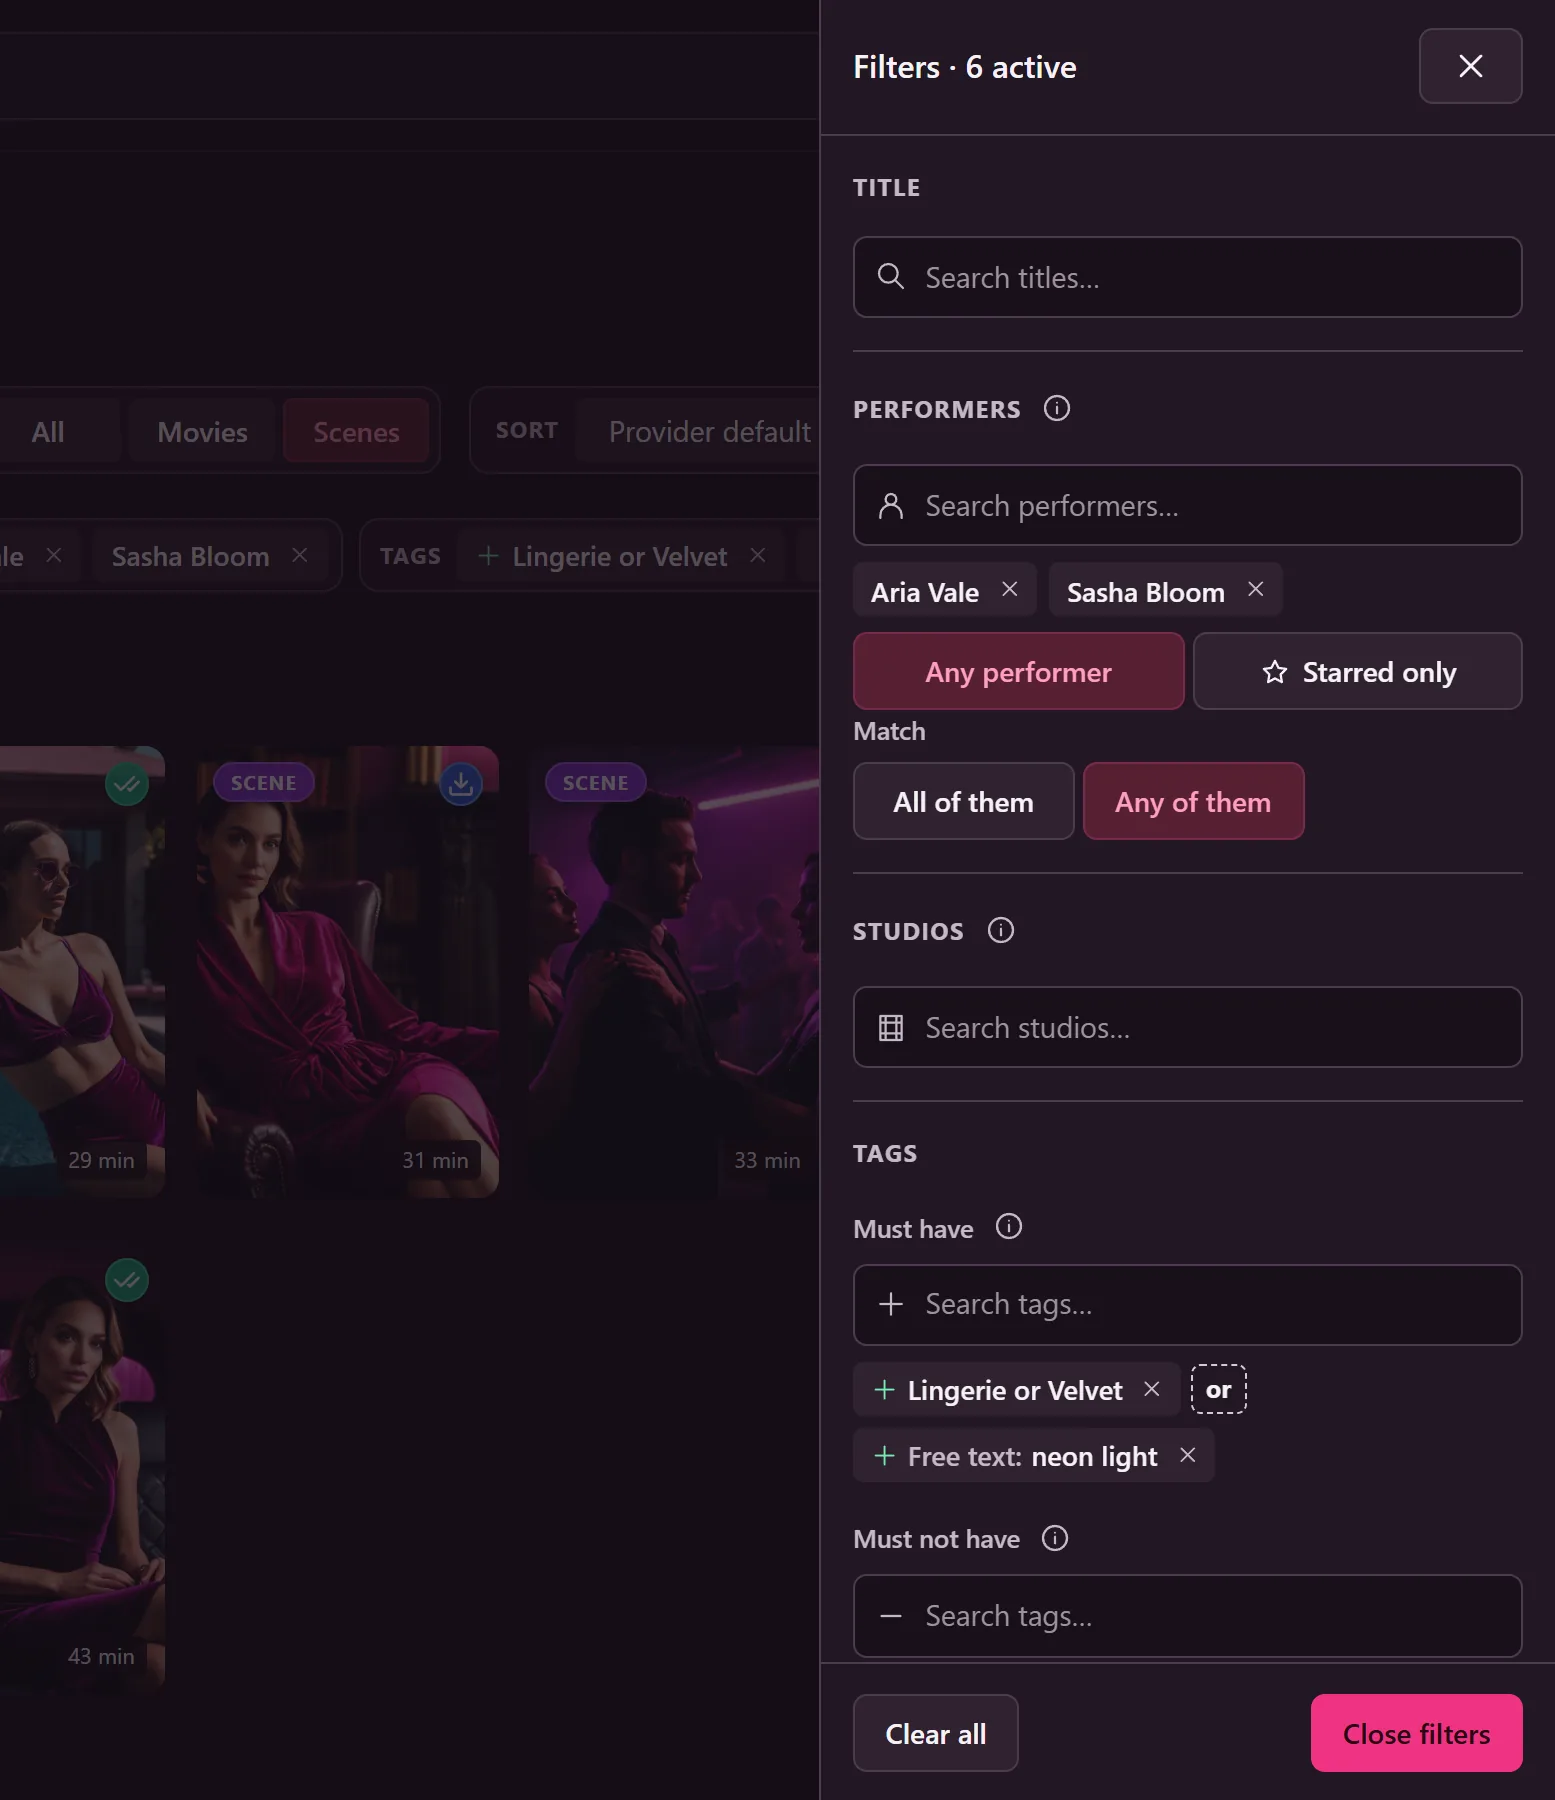 Filters · 6 active
TITLE
Search titles...
PERFORMERS
Search performers...
Aria Vale
Sasha Bloom
Any performer
Starred only
Match
All of them
Any of them
STUDIOS
Search studios...
TAGS
Must have
Search tags...
Lingerie or Velvet
or
Free text: neon light
Must not have
Search tags...
Clear all
Close filters
All
Movies
Scenes
SORT
Provider default
Sasha Bloom
TAGS
Lingerie or Velvet
29 min
SCENE
31 min
SCENE
33 min
43 min